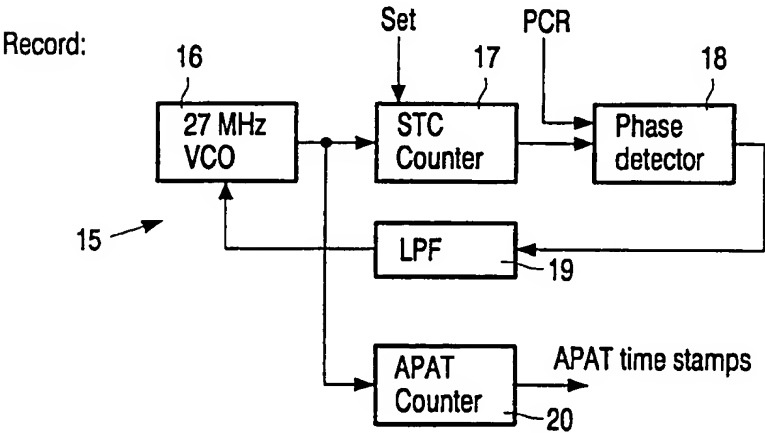 Record:
Set
PCR
16
17
18
27 MHz
VCO
STC
Counter
Phase
detector
15
LPF
19
APAT
Counter
APAT time stamps
20